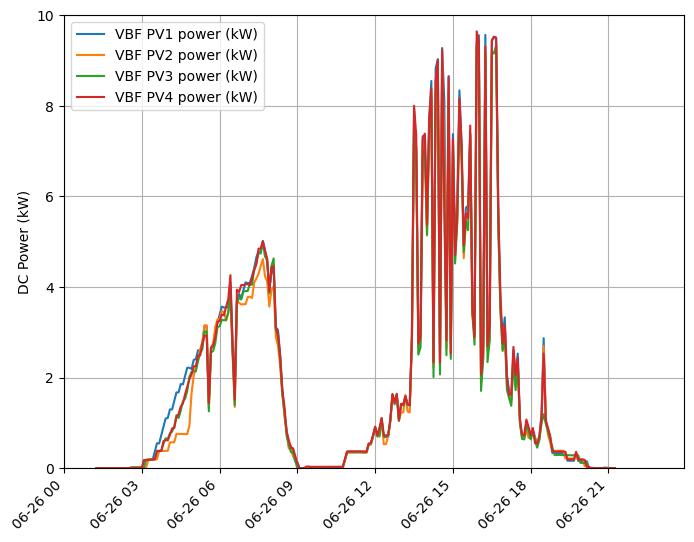 10
VBF PV1 power (kW)
VBF PV2 power (kW)
VBF PV3 power (kW)
VBF PV4 power (kW)
8
6
4
2
0
DC Power (kW)
06-26 00
06-26 03
06-26 06
06-26 09
06-26 12
06-26 15
06-26 18
06-26 21